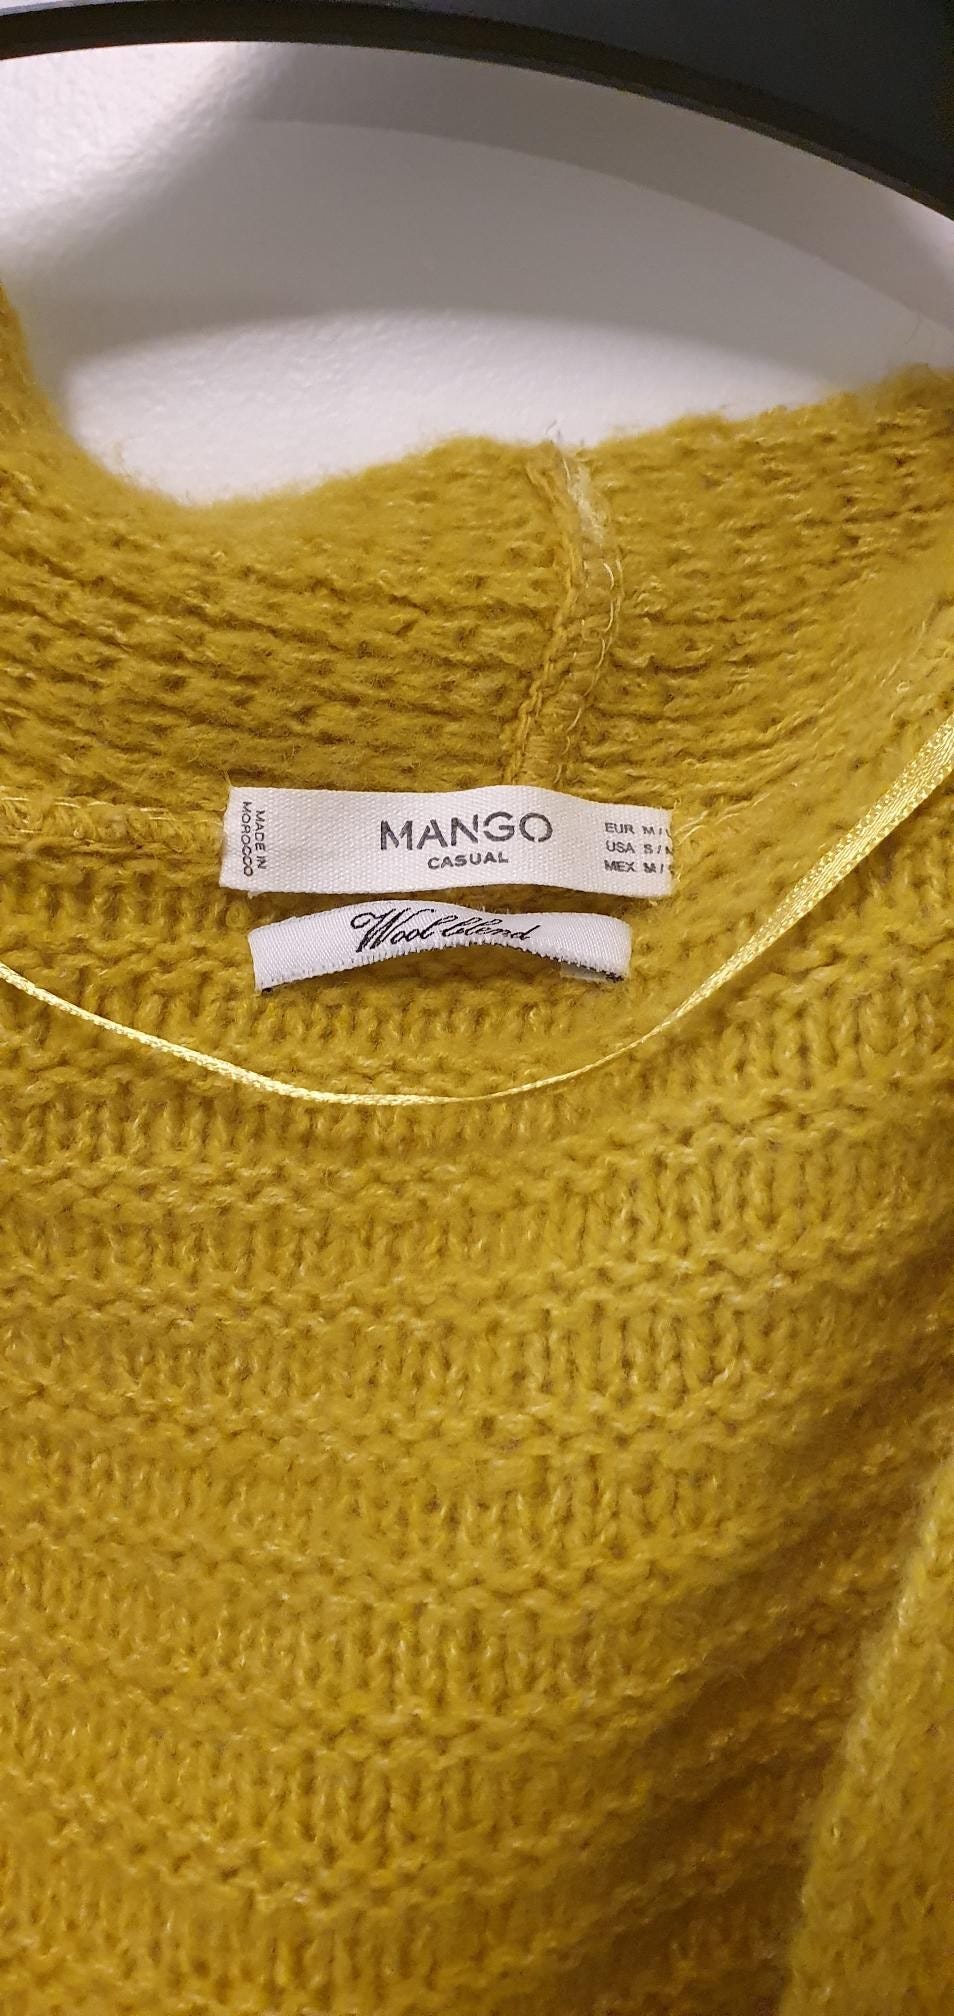 MADE IN
MOROCCO
MANGO
CASUAL
EUR M/
USA S/
MEX M/
Wool blend